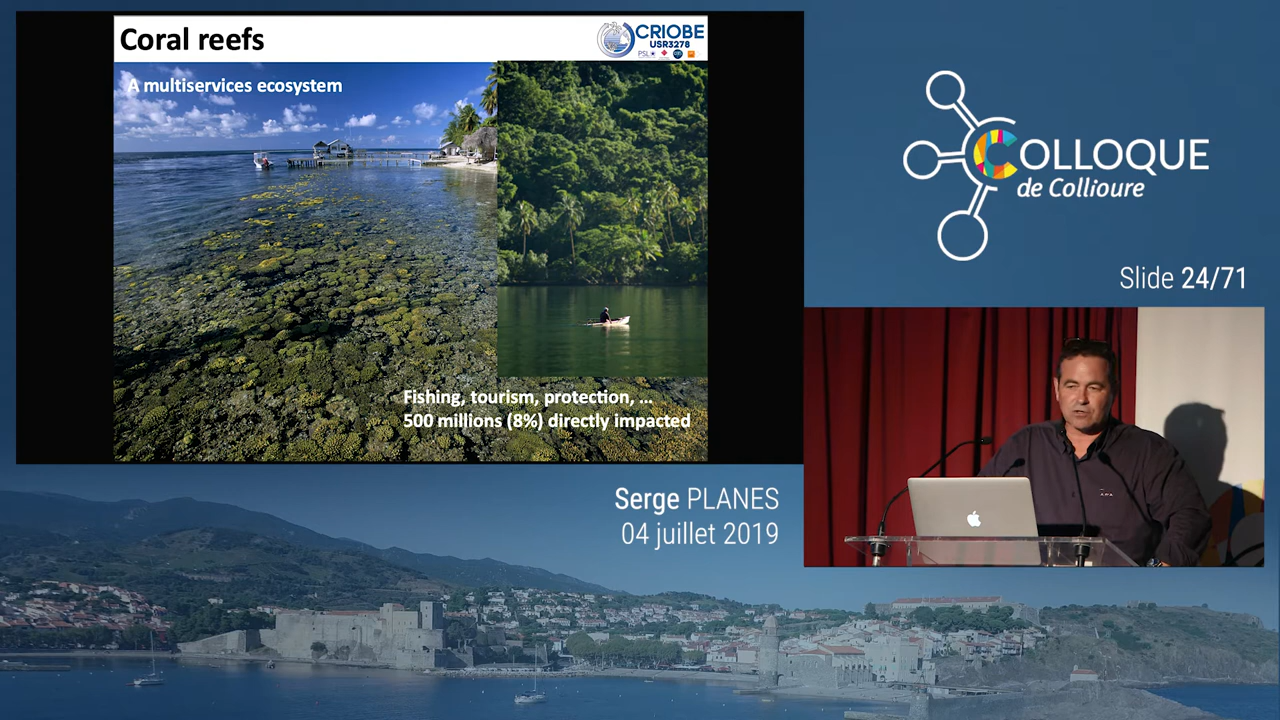 Coral reefs
CRIOBE
USR3278
PSL
A multiservices ecosystem
Fishing, tourism, protection, ...
500 millions (8%) directly impacted
COLLOQUE
de Collioure
Slide 24/71
Serge PLANES
04 juillet 2019